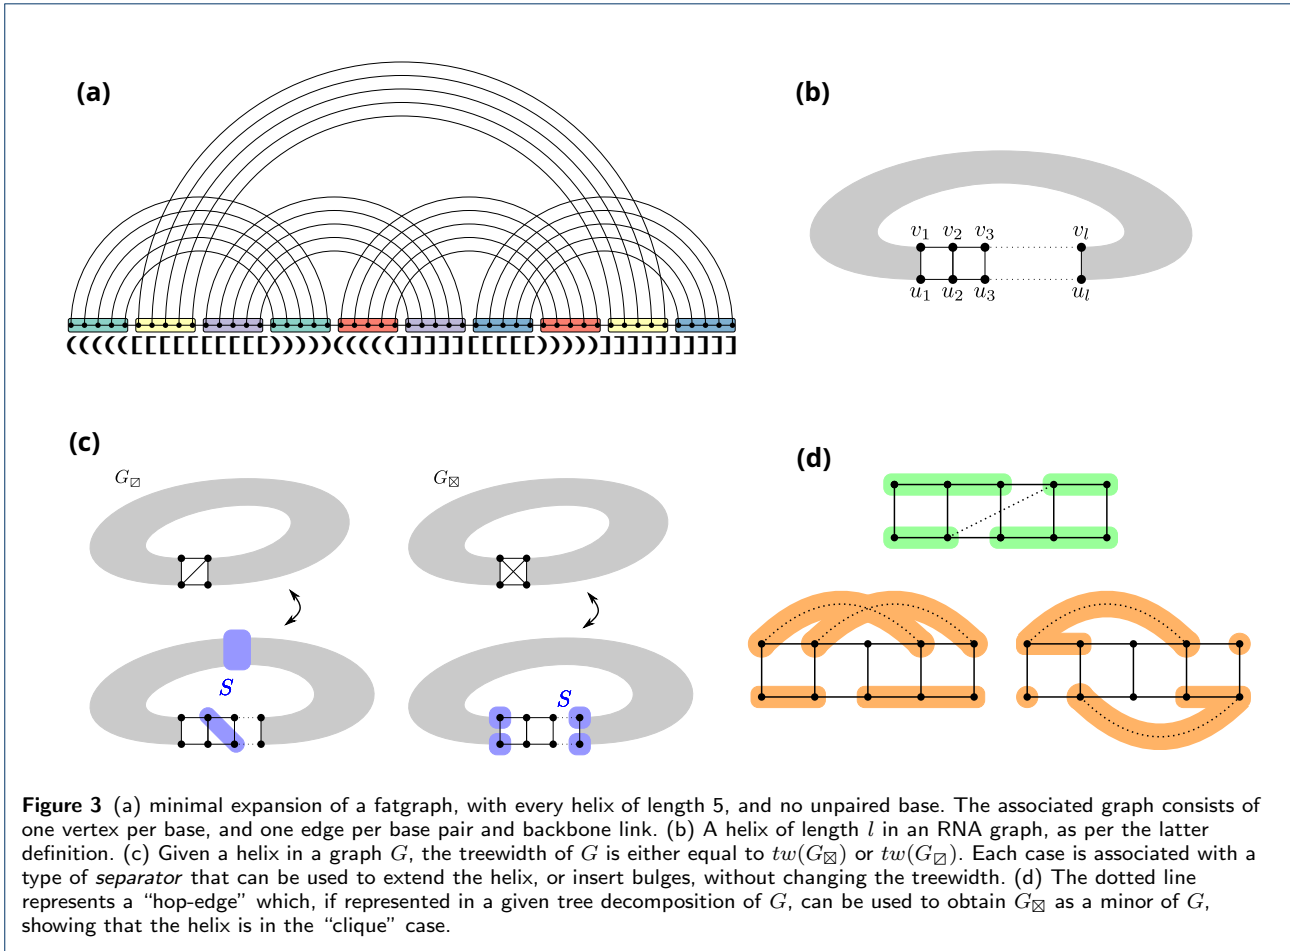 (a)
((((([[[[[[[[[[)))))(((((]]]]][[[[[)))))]]]]]]]]]]
(b)
v₁ v₂ v₃ vₗ
u₁ u₂ u₃ uₗ
(c)
G⧄ G⊠
S S
(d)
Figure 3 (a) minimal expansion of a fatgraph, with every helix of length 5, and no unpaired base. The associated graph consists of
one vertex per base, and one edge per base pair and backbone link. (b) A helix of length l in an RNA graph, as per the latter
definition. (c) Given a helix in a graph G, the treewidth of G is either equal to tw(G⊠) or tw(G⧄). Each case is associated with a
type of separator that can be used to extend the helix, or insert bulges, without changing the treewidth. (d) The dotted line
represents a “hop-edge” which, if represented in a given tree decomposition of G, can be used to obtain G⊠ as a minor of G,
showing that the helix is in the “clique” case.